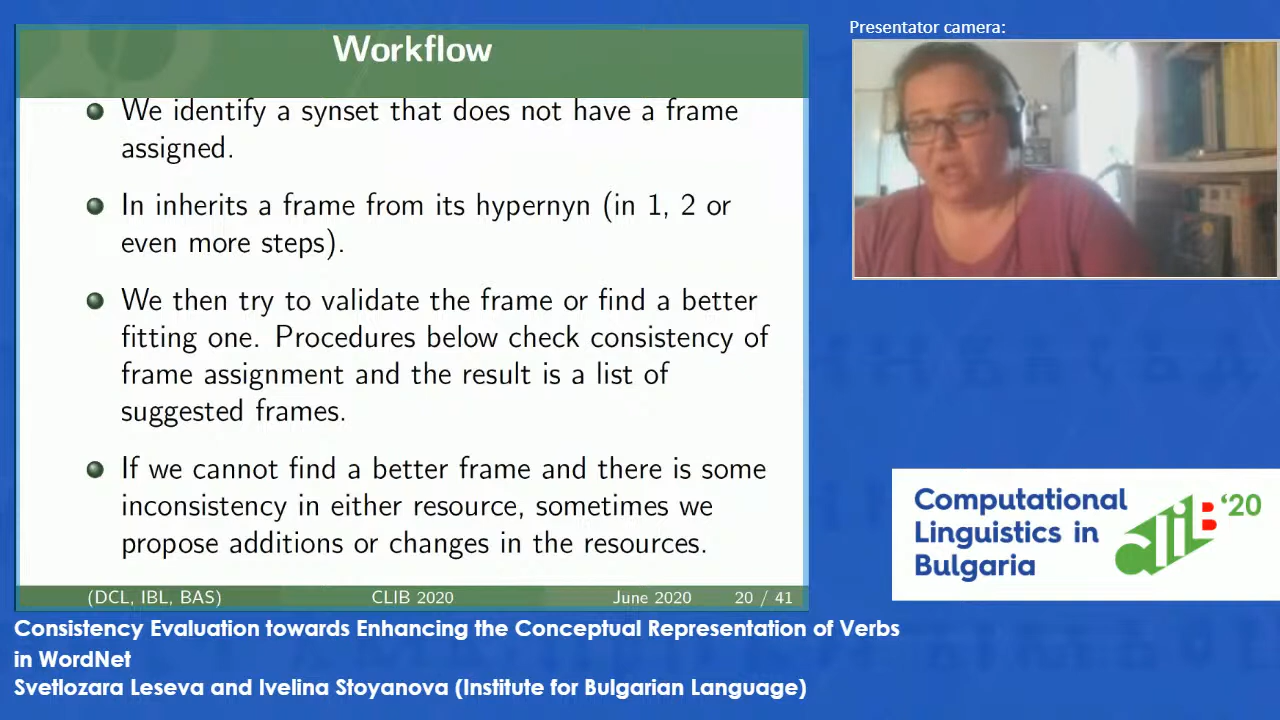 Workflow
Presentator camera:
We identify a synset that does not have a frame
assigned.
In inherits a frame from its hypernyn (in 1, 2 or
even more steps).
We then try to validate the frame or find a better
fitting one. Procedures below check consistency of
frame assignment and the result is a list of
suggested frames.
If we cannot find a better frame and there is some
inconsistency in either resource, sometimes we
propose additions or changes in the resources.
(DCL, IBL, BAS) CLIB 2020 June 2020 20 / 41
Computational
Linguistics in
Bulgaria
CLIB '20
Consistency Evaluation towards Enhancing the Conceptual Representation of Verbs
in WordNet
Svetlozara Leseva and Ivelina Stoyanova (Institute for Bulgarian Language)